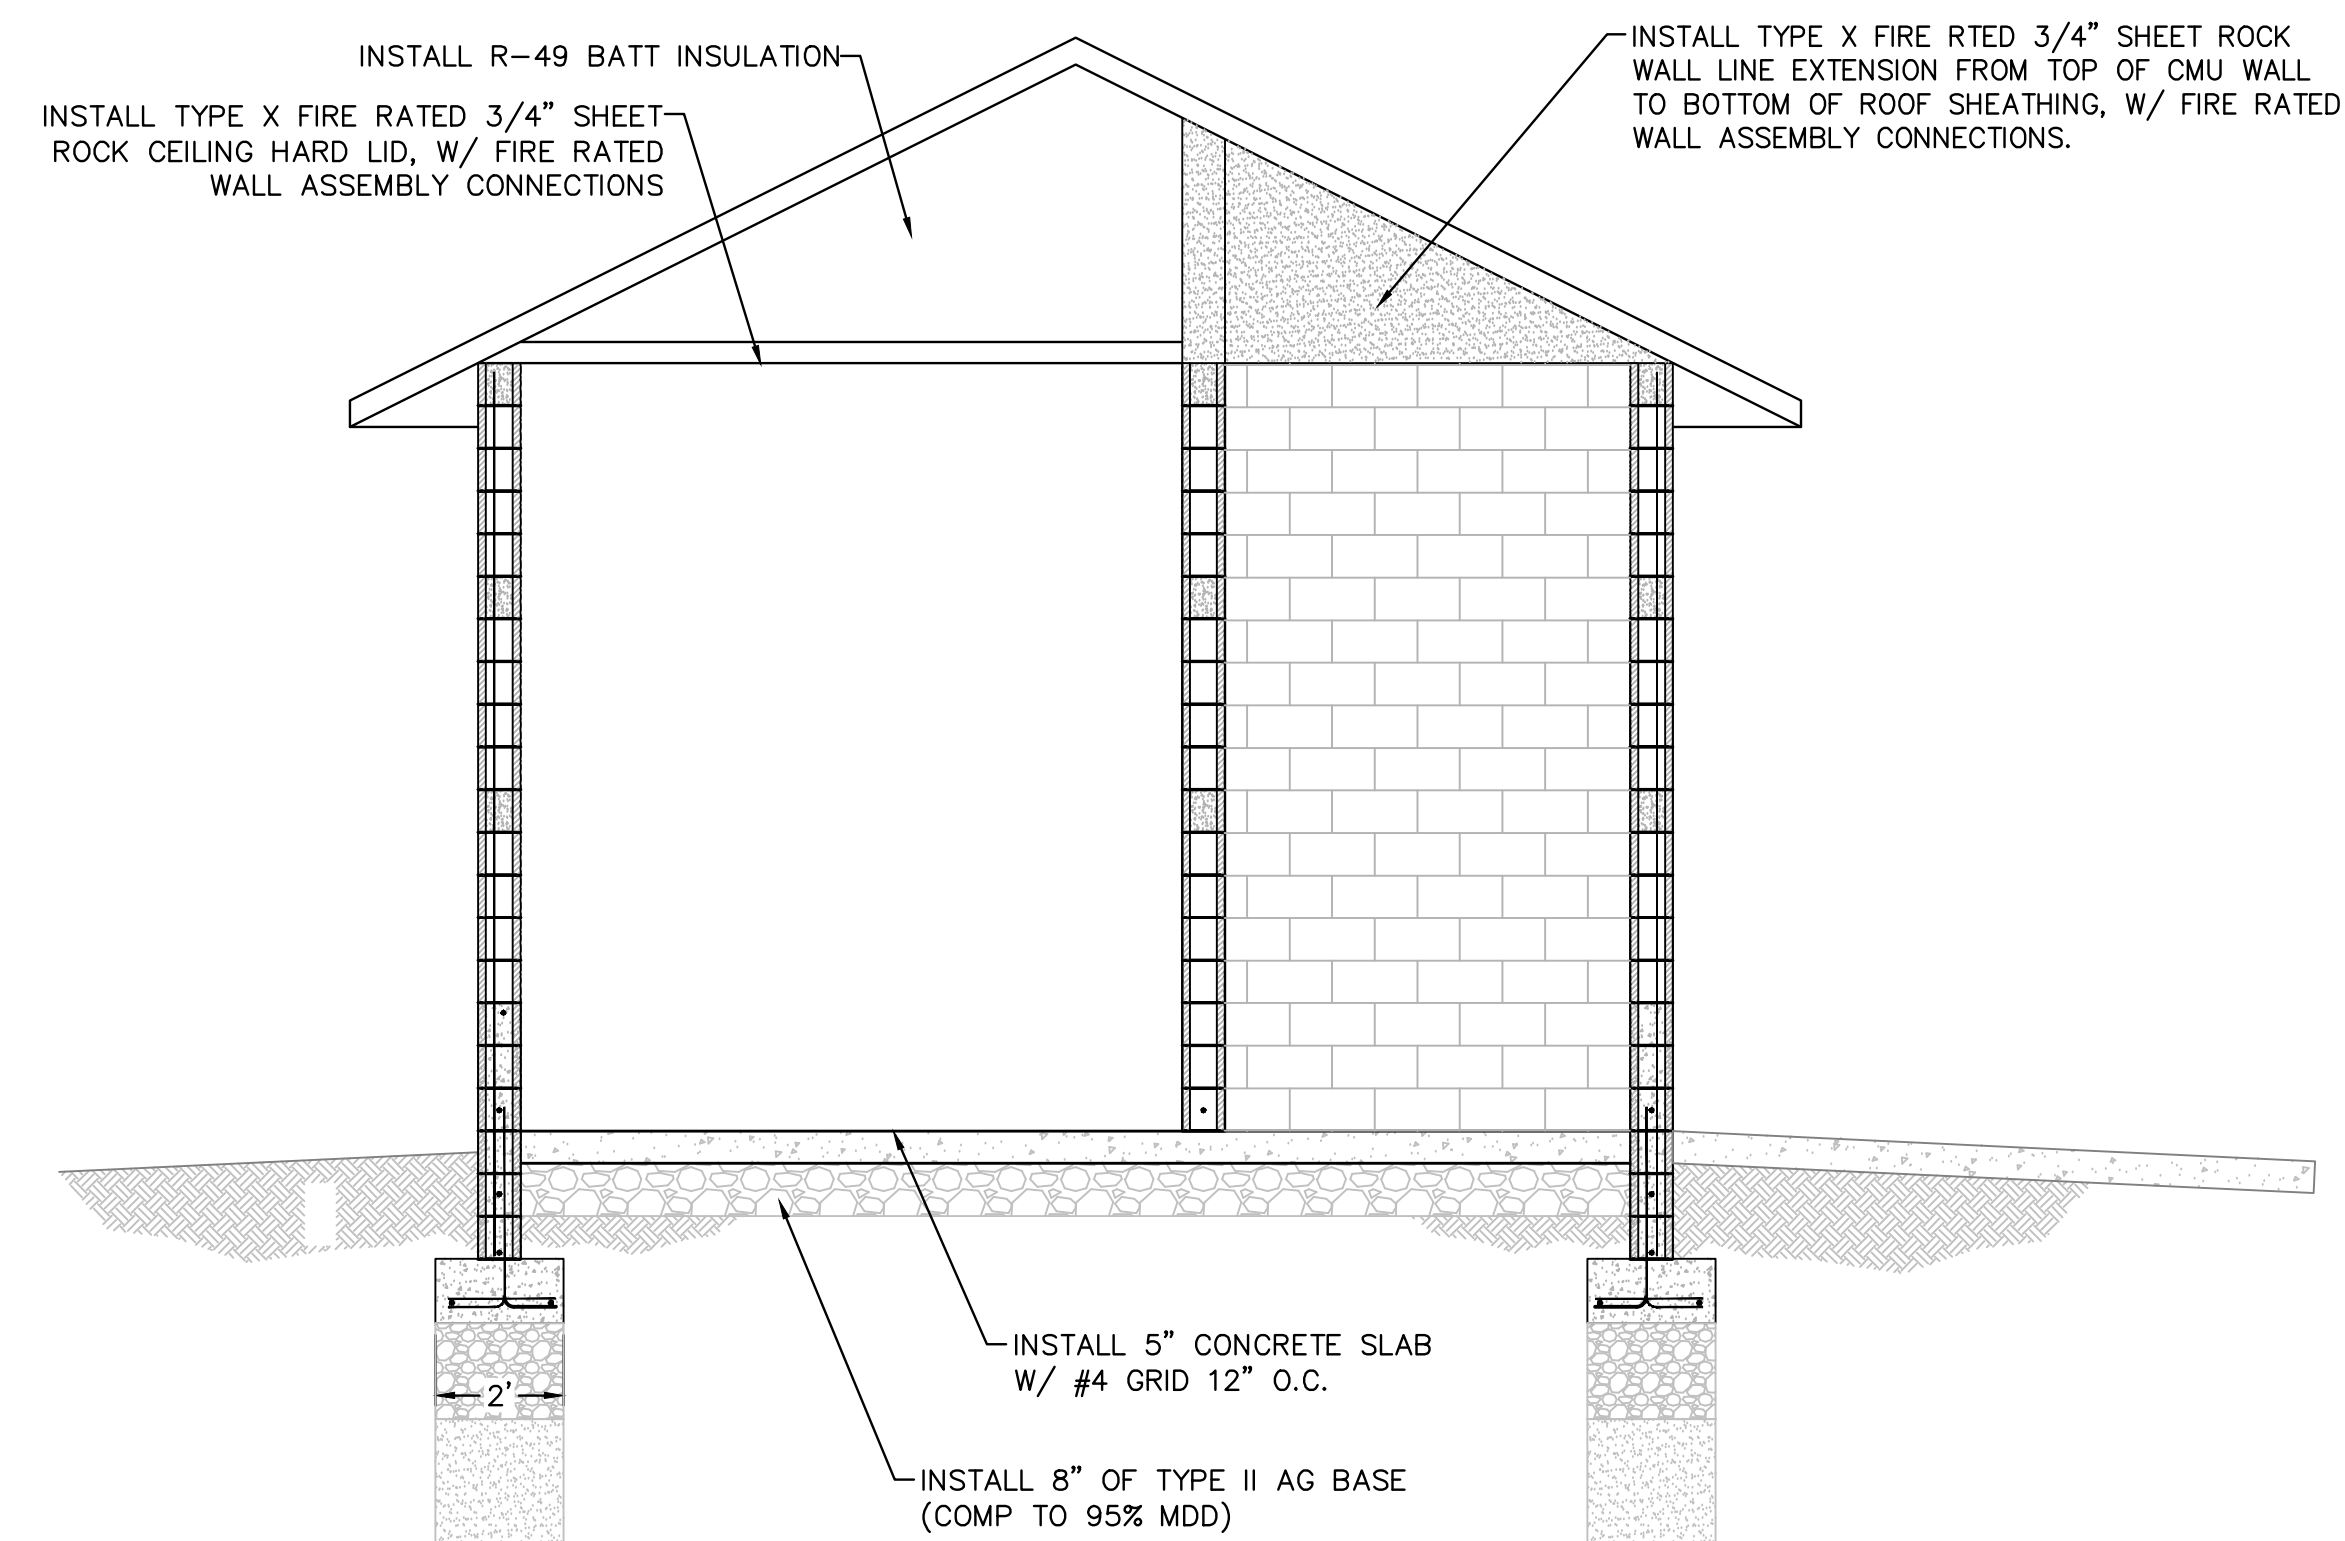 INSTALL R-49 BATT INSULATION
INSTALL TYPE X FIRE RATED 3/4" SHEET
ROCK CEILING HARD LID, W/ FIRE RATED
WALL ASSEMBLY CONNECTIONS
INSTALL TYPE X FIRE RTED 3/4" SHEET ROCK
WALL LINE EXTENSION FROM TOP OF CMU WALL
TO BOTTOM OF ROOF SHEATHING, W/ FIRE RATED
WALL ASSEMBLY CONNECTIONS.
INSTALL 5" CONCRETE SLAB
W/ #4 GRID 12" O.C.
2'
INSTALL 8" OF TYPE II AG BASE
(COMP TO 95% MDD)